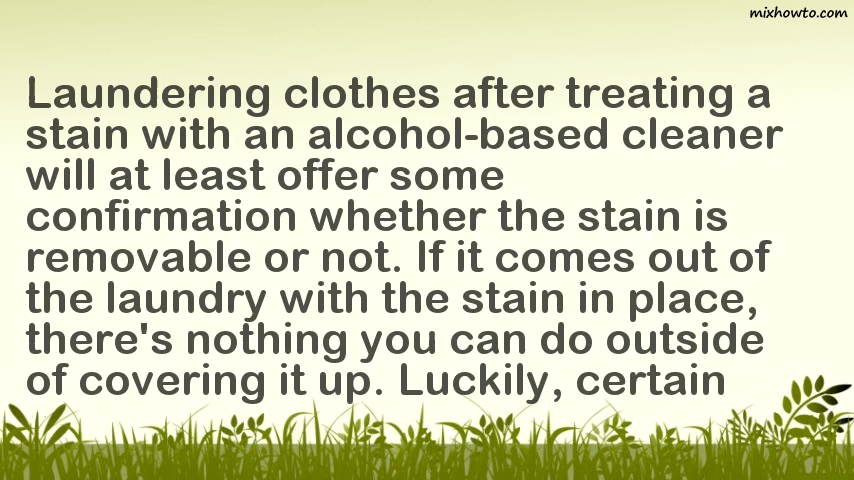 mixhowto.com
Laundering clothes after treating a
stain with an alcohol-based cleaner
will at least offer some
confirmation whether the stain is
removable or not. If it comes out of
the laundry with the stain in place,
there's nothing you can do outside
of covering it up. Luckily, certain